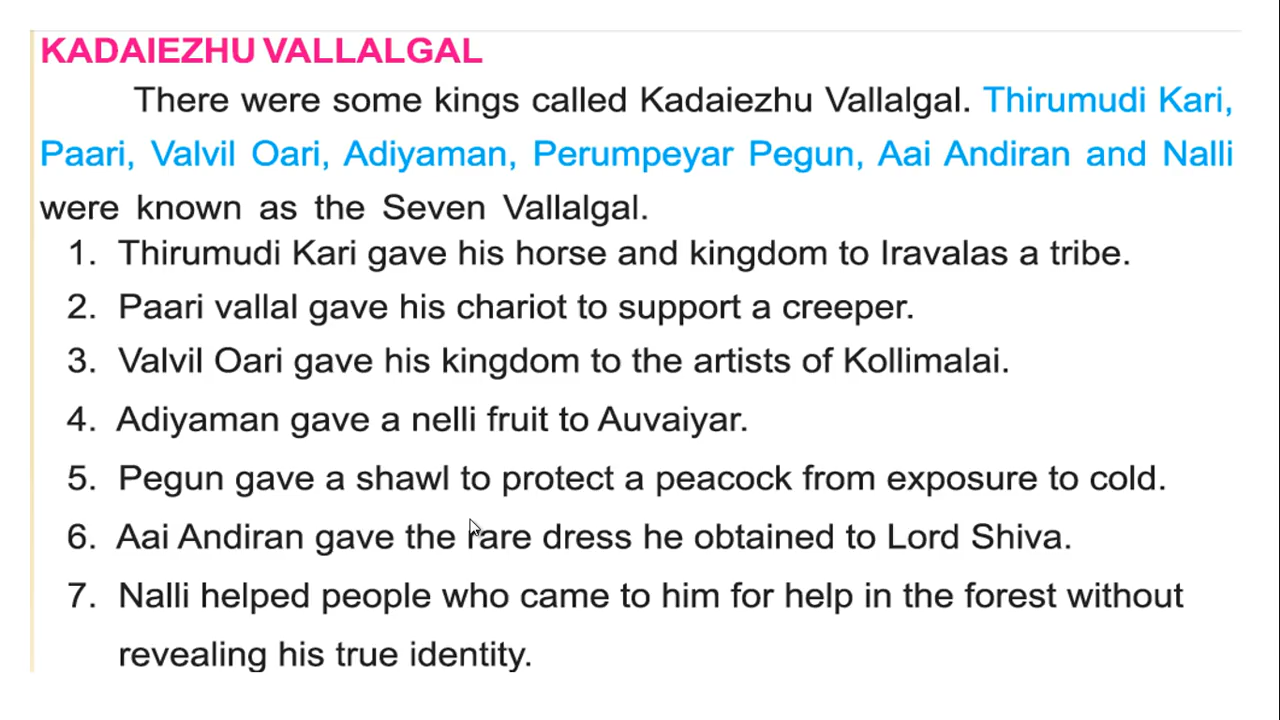 KADAIEZHU VALLALGAL
There were some kings called Kadaiezhu Vallalgal. Thirumudi Kari,
Paari, Valvil Oari, Adiyaman, Perumpeyar Pegun, Aai Andiran and Nalli
were known as the Seven Vallalgal.
1. Thirumudi Kari gave his horse and kingdom to Iravalas a tribe.
2. Paari vallal gave his chariot to support a creeper.
3. Valvil Oari gave his kingdom to the artists of Kollimalai.
4. Adiyaman gave a nelli fruit to Auvaiyar.
5. Pegun gave a shawl to protect a peacock from exposure to cold.
6. Aai Andiran gave the rare dress he obtained to Lord Shiva.
7. Nalli helped people who came to him for help in the forest without
revealing his true identity.